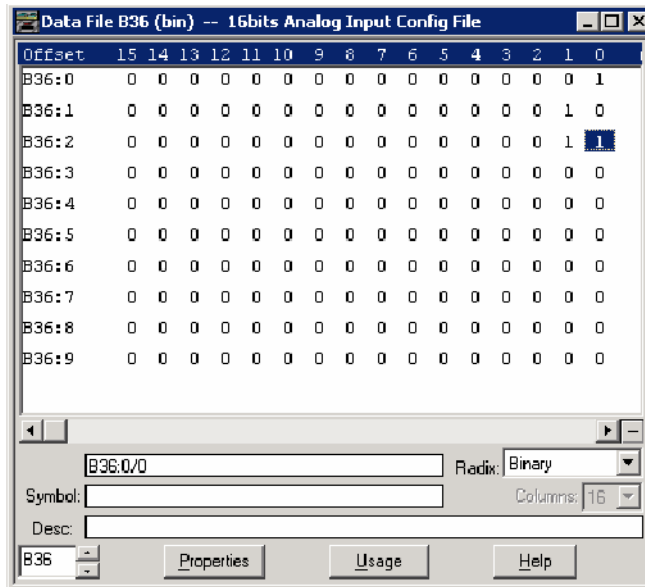 Data File B36 (bin) -- 16bits Analog Input Config File
Offset 15 14 13 12 11 10 9 8 7 6 5 4 3 2 1 0
B36:0 0 0 0 0 0 0 0 0 0 0 0 0 0 0 0 1
B36:1 0 0 0 0 0 0 0 0 0 0 0 0 0 0 1 0
B36:2 0 0 0 0 0 0 0 0 0 0 0 0 0 0 1 1
B36:3 0 0 0 0 0 0 0 0 0 0 0 0 0 0 0 0
B36:4 0 0 0 0 0 0 0 0 0 0 0 0 0 0 0 0
B36:5 0 0 0 0 0 0 0 0 0 0 0 0 0 0 0 0
B36:6 0 0 0 0 0 0 0 0 0 0 0 0 0 0 0 0
B36:7 0 0 0 0 0 0 0 0 0 0 0 0 0 0 0 0
B36:8 0 0 0 0 0 0 0 0 0 0 0 0 0 0 0 0
B36:9 0 0 0 0 0 0 0 0 0 0 0 0 0 0 0 0
B36:0/0 Radix: Binary
Symbol: Columns: 16
Desc:
B36 Properties Usage Help